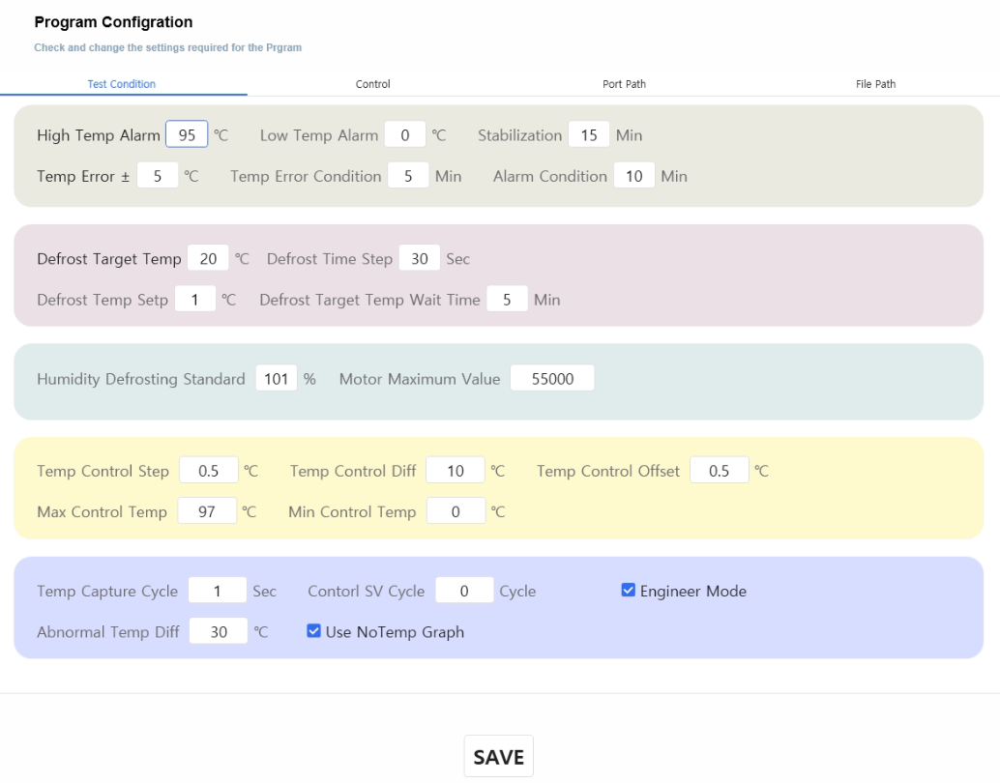 Program Configration
Check and change the settings required for the Prgram
Test Condition Control Port Path File Path
High Temp Alarm 95 ℃ Low Temp Alarm 0 ℃ Stabilization 15 Min
Temp Error ± 5 ℃ Temp Error Condition 5 Min Alarm Condition 10 Min
Defrost Target Temp 20 ℃ Defrost Time Step 30 Sec
Defrost Temp Setp 1 ℃ Defrost Target Temp Wait Time 5 Min
Humidity Defrosting Standard 101 % Motor Maximum Value 55000
Temp Control Step 0.5 ℃ Temp Control Diff 10 ℃ Temp Control Offset 0.5 ℃
Max Control Temp 97 ℃ Min Control Temp 0 ℃
Temp Capture Cycle 1 Sec Contorl SV Cycle 0 Cycle Engineer Mode
Abnormal Temp Diff 30 ℃ Use NoTemp Graph
SAVE